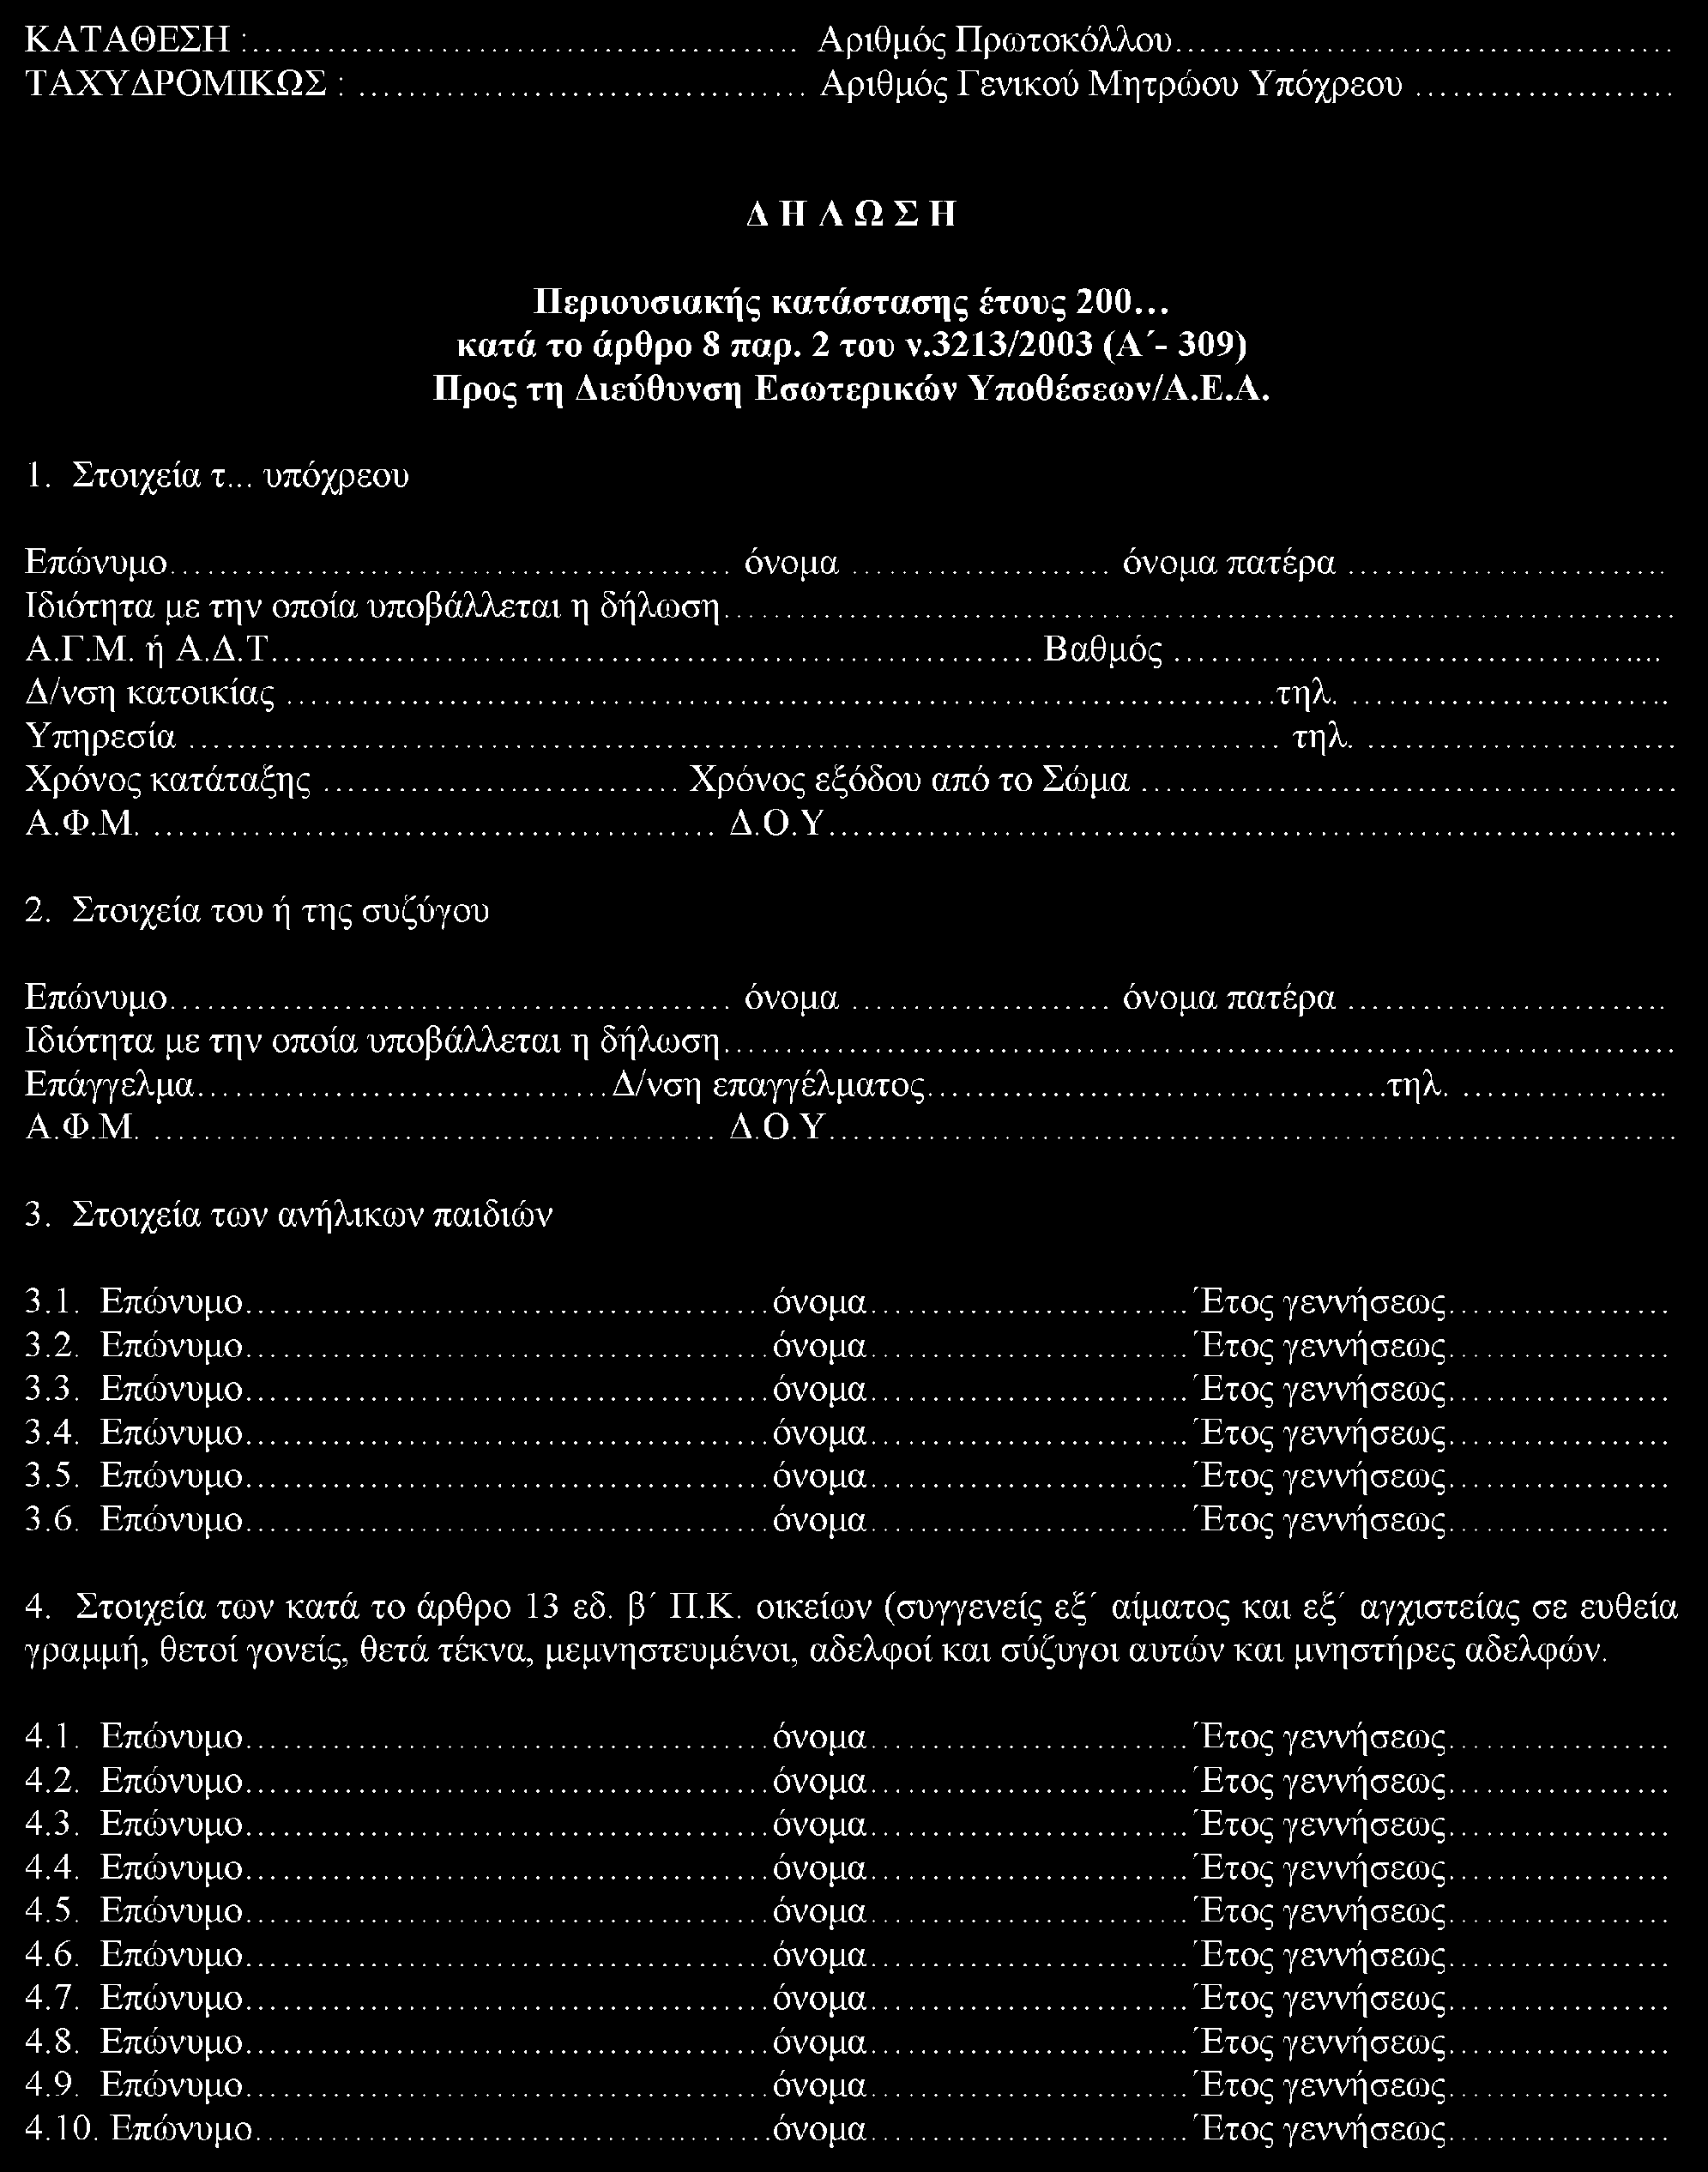 ΚΑΤΑΘΕΣΗ :.................................................. Αριθμός Πρωτοκόλλου..............................................
ΤΑΧΥΔΡΟΜΙΚΩΣ : .......................................... Αριθμός Γενικού Μητρώου Υπόχρεου ........................
Δ Η Λ Ω Σ Η
Περιουσιακής κατάστασης έτους 200...
κατά το άρθρο 8 παρ. 2 του ν.3213/2003 (Α΄- 309)
Προς τη Διεύθυνση Εσωτερικών Υποθέσεων/Α.Ε.Α.
1. Στοιχεία τ... υπόχρεου
Επώνυμο.................................................... όνομα ........................ όνομα πατέρα ..............................
Ιδιότητα με την οποία υποβάλλεται η δήλωση........................................................................................
Α.Γ.Μ. ή Α.Δ.Τ....................................................................... Βαθμός .............................................
Δ/νση κατοικίας ...........................................................................................τηλ. ..............................
Υπηρεσία ..................................................................................................... τηλ. .............................
Χρόνος κατάταξης ................................. Χρόνος εξόδου από το Σώμα ..................................................
Α.Φ.Μ. ..................................................... Δ.Ο.Υ...............................................................................
2. Στοιχεία του ή της συζύγου
Επώνυμο.................................................... όνομα ........................ όνομα πατέρα ..............................
Ιδιότητα με την οποία υποβάλλεται η δήλωση........................................................................................
Επάγγελμα......................................Δ/νση επαγγέλματος..........................................τηλ. ....................
Α.Φ.Μ. ..................................................... Δ.Ο.Υ...............................................................................
3. Στοιχεία των ανήλικων παιδιών
3.1. Επώνυμο.................................................όνομα.............................. Έτος γεννήσεως....................
3.2. Επώνυμο.................................................όνομα.............................. Έτος γεννήσεως....................
3.3. Επώνυμο.................................................όνομα.............................. Έτος γεννήσεως....................
3.4. Επώνυμο.................................................όνομα.............................. Έτος γεννήσεως....................
3.5. Επώνυμο.................................................όνομα.............................. Έτος γεννήσεως....................
3.6. Επώνυμο.................................................όνομα.............................. Έτος γεννήσεως....................
4. Στοιχεία των κατά το άρθρο 13 εδ. β΄ Π.Κ. οικείων (συγγενείς εξ΄ αίματος και εξ΄ αγχιστείας σε ευθεία
γραμμή, θετοί γονείς, θετά τέκνα, μεμνηστευμένοι, αδελφοί και σύζυγοι αυτών και μνηστήρες αδελφών.
4.1. Επώνυμο.................................................όνομα.............................. Έτος γεννήσεως....................
4.2. Επώνυμο.................................................όνομα.............................. Έτος γεννήσεως....................
4.3. Επώνυμο.................................................όνομα.............................. Έτος γεννήσεως....................
4.4. Επώνυμο.................................................όνομα.............................. Έτος γεννήσεως....................
4.5. Επώνυμο.................................................όνομα.............................. Έτος γεννήσεως....................
4.6. Επώνυμο.................................................όνομα.............................. Έτος γεννήσεως....................
4.7. Επώνυμο.................................................όνομα.............................. Έτος γεννήσεως....................
4.8. Επώνυμο.................................................όνομα.............................. Έτος γεννήσεως....................
4.9. Επώνυμο.................................................όνομα.............................. Έτος γεννήσεως....................
4.10. Επώνυμο................................................όνομα.............................. Έτος γεννήσεως....................